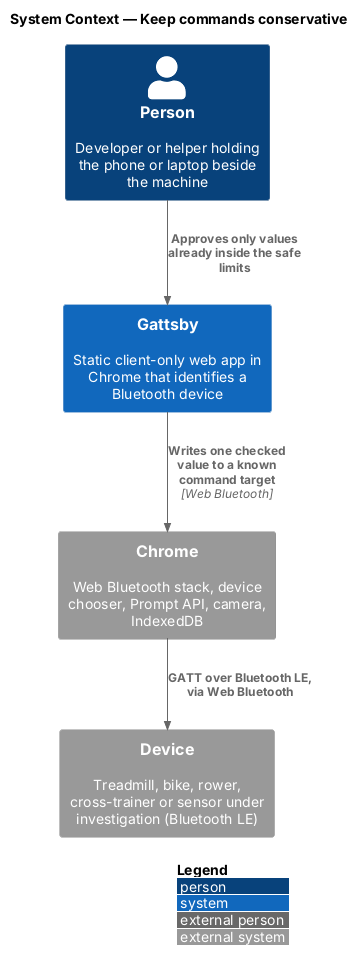 System Context — Keep commands conservative
Person
Developer or helper holding
the phone or laptop beside
the machine
Approves only values
already inside the safe
limits
Gattsby
Static client-only web app in
Chrome that identifies a
Bluetooth device
Writes one checked
value to a known
command target
[Web Bluetooth]
Chrome
Web Bluetooth stack, device
chooser, Prompt API, camera,
IndexedDB
GATT over Bluetooth LE,
via Web Bluetooth
Device
Treadmill, bike, rower,
cross-trainer or sensor under
investigation (Bluetooth LE)
Legend
person
system
external person
external system